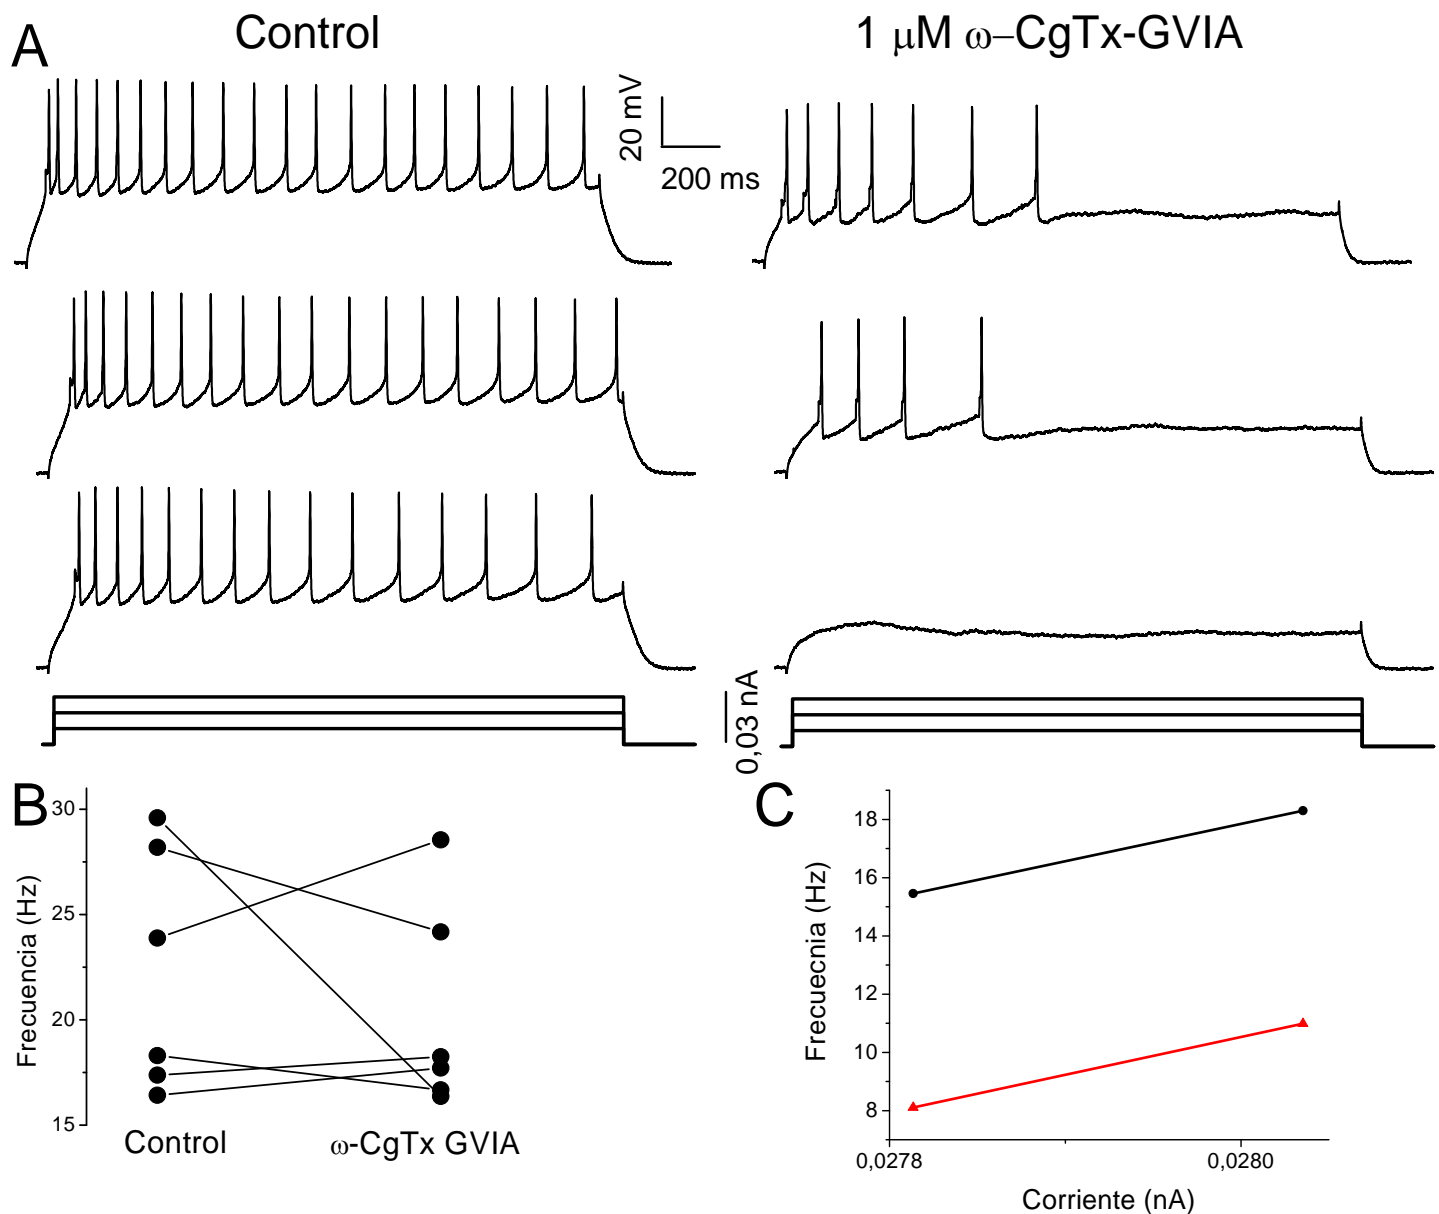 A
Control
1 μM ω–CgTx-GVIA
20 mV
200 ms
0,03 nA
B
30
25
20
15
Frecuencia (Hz)
Control
ω-CgTx GVIA
C
18
16
14
12
10
8
Frecuecnia (Hz)
0,0278
0,0280
Corriente (nA)